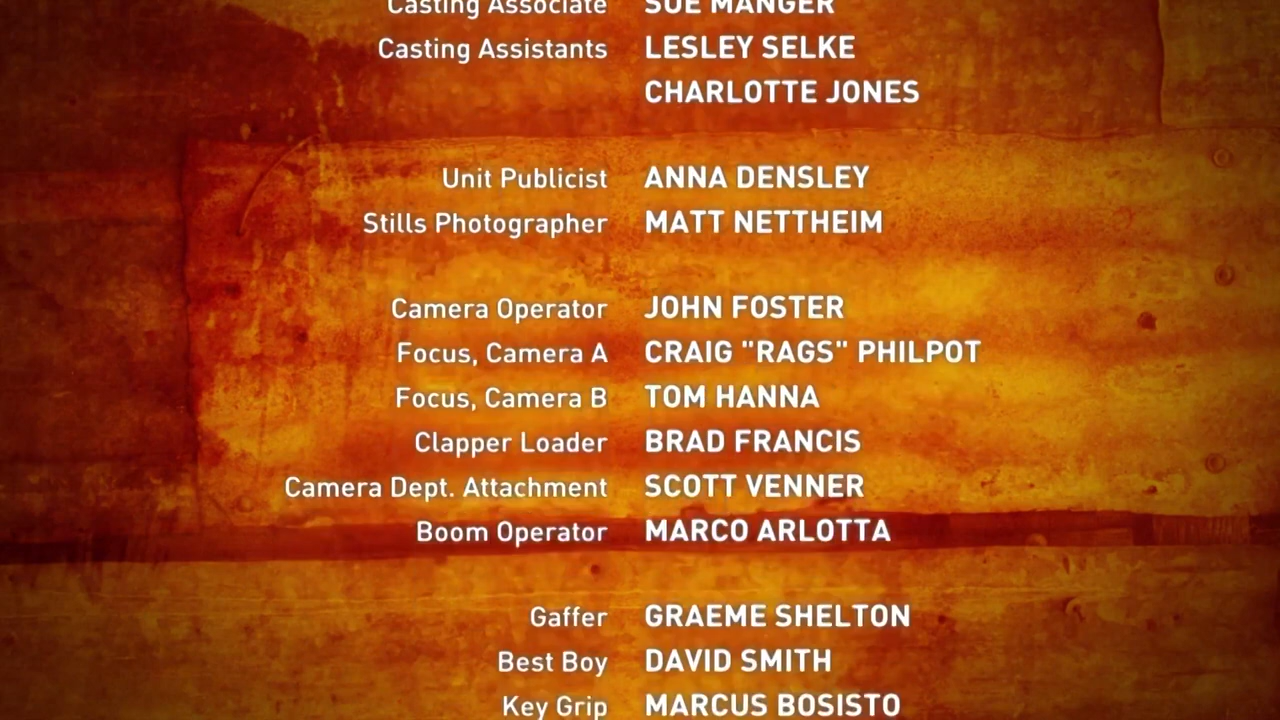 Casting Associate SUE MANGER
Casting Assistants LESLEY SELKE
CHARLOTTE JONES
Unit Publicist ANNA DENSLEY
Stills Photographer MATT NETTHEIM
Camera Operator JOHN FOSTER
Focus, Camera A CRAIG "RAGS" PHILPOT
Focus, Camera B TOM HANNA
Clapper Loader BRAD FRANCIS
Camera Dept. Attachment SCOTT VENNER
Boom Operator MARCO ARLOTTA
Gaffer GRAEME SHELTON
Best Boy DAVID SMITH
Key Grip MARCUS BOSISTO